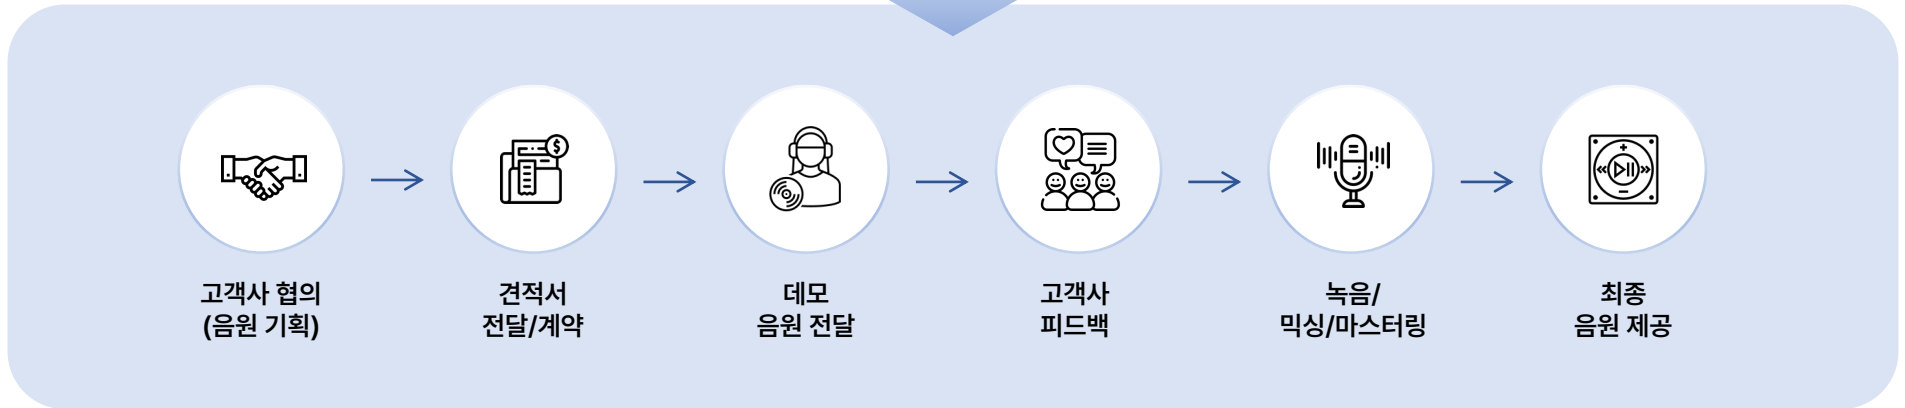 고객사 협의
(음원 기획)
견적서
전달/계약
데모
음원 전달
고객사
피드백
녹음/
믹싱/마스터링
최종
음원 제공